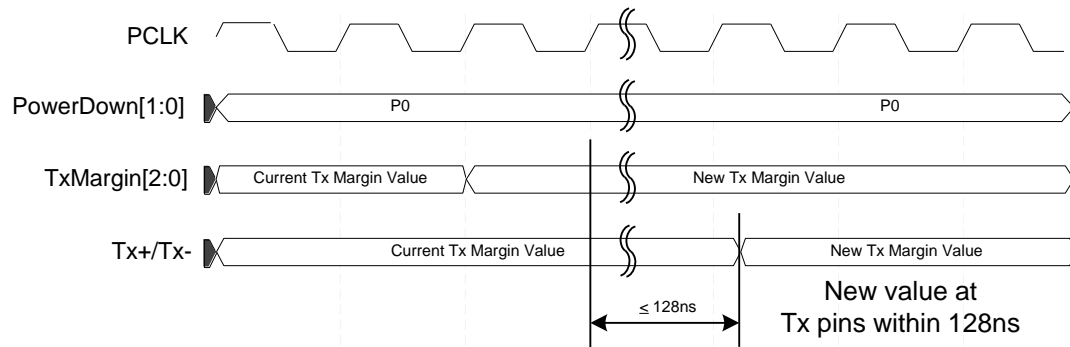 PCLK
PowerDown[1:0]
P0
P0
TxMargin[2:0]
Current Tx Margin Value
New Tx Margin Value
Tx+/Tx-
Current Tx Margin Value
New Tx Margin Value
≤ 128ns
New value at
Tx pins within 128ns